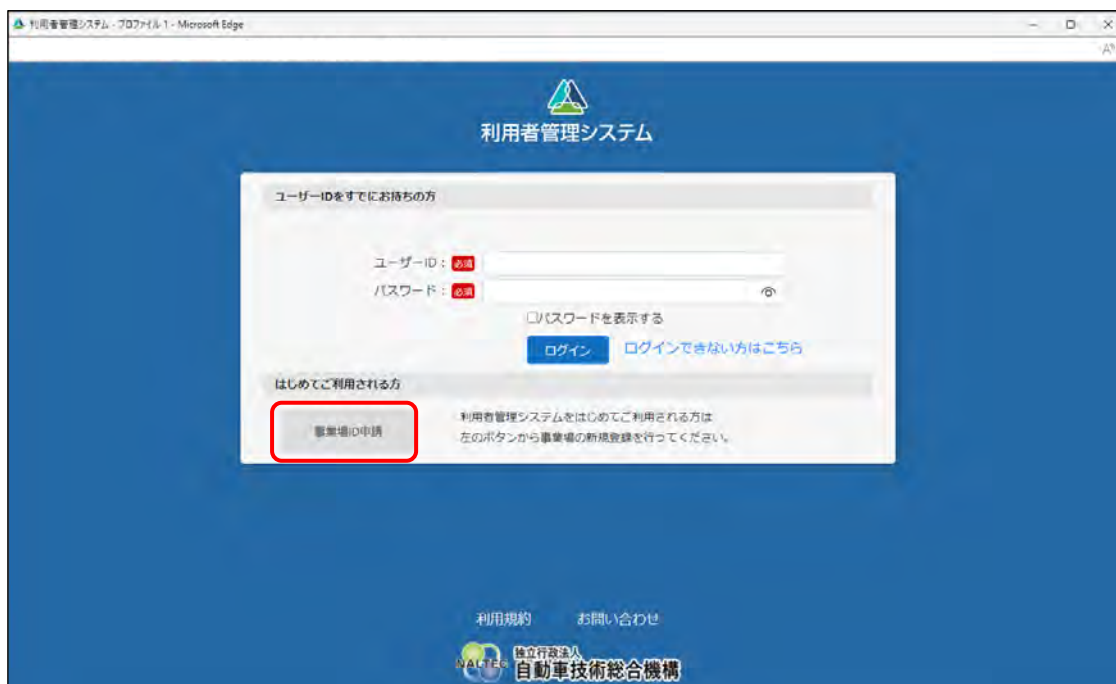 利用者管理システム - プロファイル 1 - Microsoft Edge
利用者管理システム
ユーザーIDをすでにお持ちの方
ユーザーID : 必須
パスワード : 必須
パスワードを表示する
ログイン ログインできない方はこちら
はじめてご利用される方
事業場ID申請
利用者管理システムをはじめてご利用される方は
左のボタンから事業場の新規登録を行ってください。
利用規約 お問い合わせ
NALTEC 独立行政法人
自動車技術総合機構